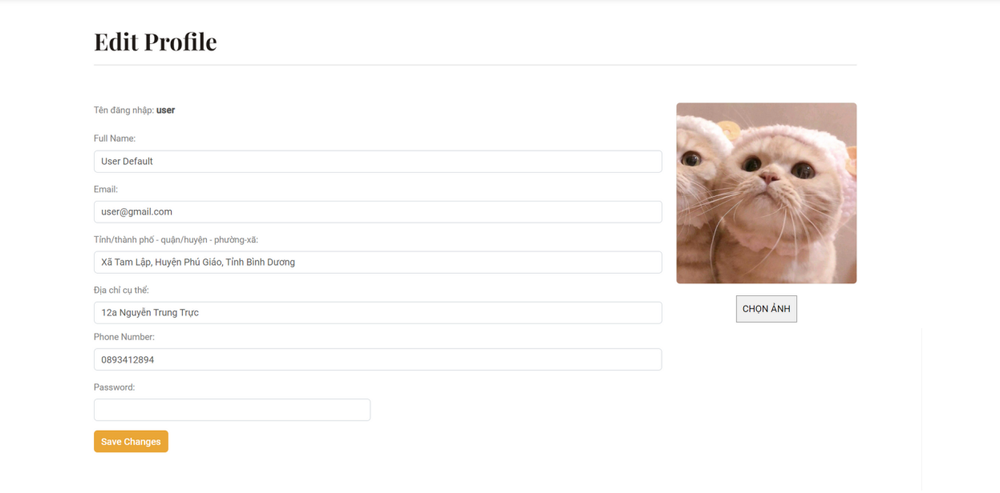 Edit Profile
Tên đăng nhập: user
Full Name:
User Default
Email:
user@gmail.com
Tỉnh/thành phố - quận/huyện - phường-xã:
Xã Tam Lập, Huyện Phú Giáo, Tỉnh Bình Dương
Địa chỉ cụ thể:
12a Nguyễn Trung Trực
Phone Number:
0893412894
Password:
Save Changes
CHỌN ẢNH